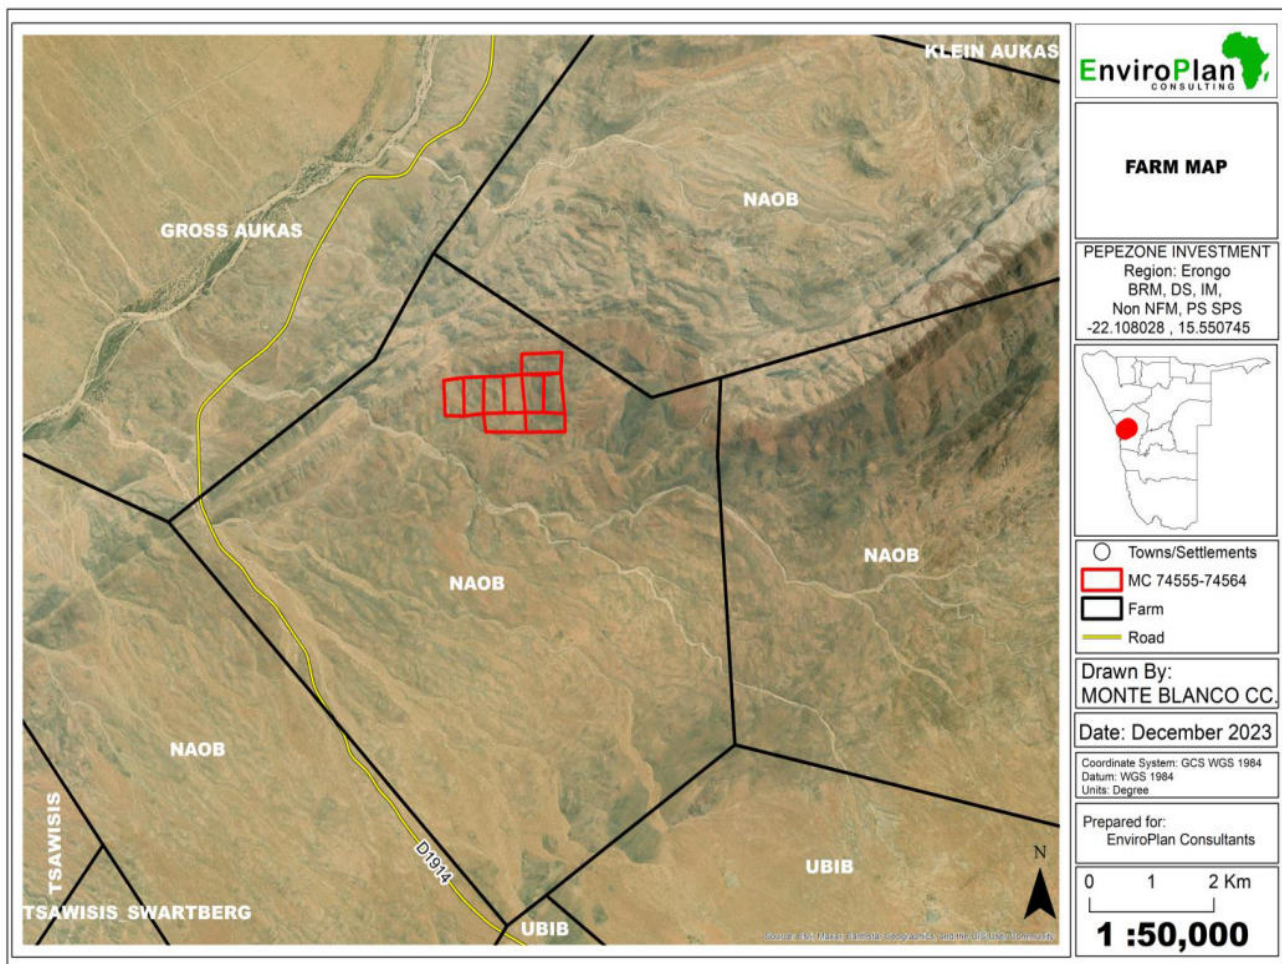 KLEIN AUKAS
NAOB
GROSS AUKAS
NAOB
NAOB
NAOB
TSAWISIS
TSAWISIS_SWARTBERG
D1914
UBIB
UBIB
N
EnviroPlan
CONSULTING
FARM MAP
PEPEZONE INVESTMENT
Region: Erongo
BRM, DS, IM,
Non NFM, PS SPS
-22.108028 , 15.550745
Towns/Settlements
MC 74555-74564
Farm
Road
Drawn By:
MONTE BLANCO CC.
Date: December 2023
Coordinate System: GCS WGS 1984
Datum: WGS 1984
Units: Degree
Prepared for:
EnviroPlan Consultants
0 1 2 Km
1 :50,000